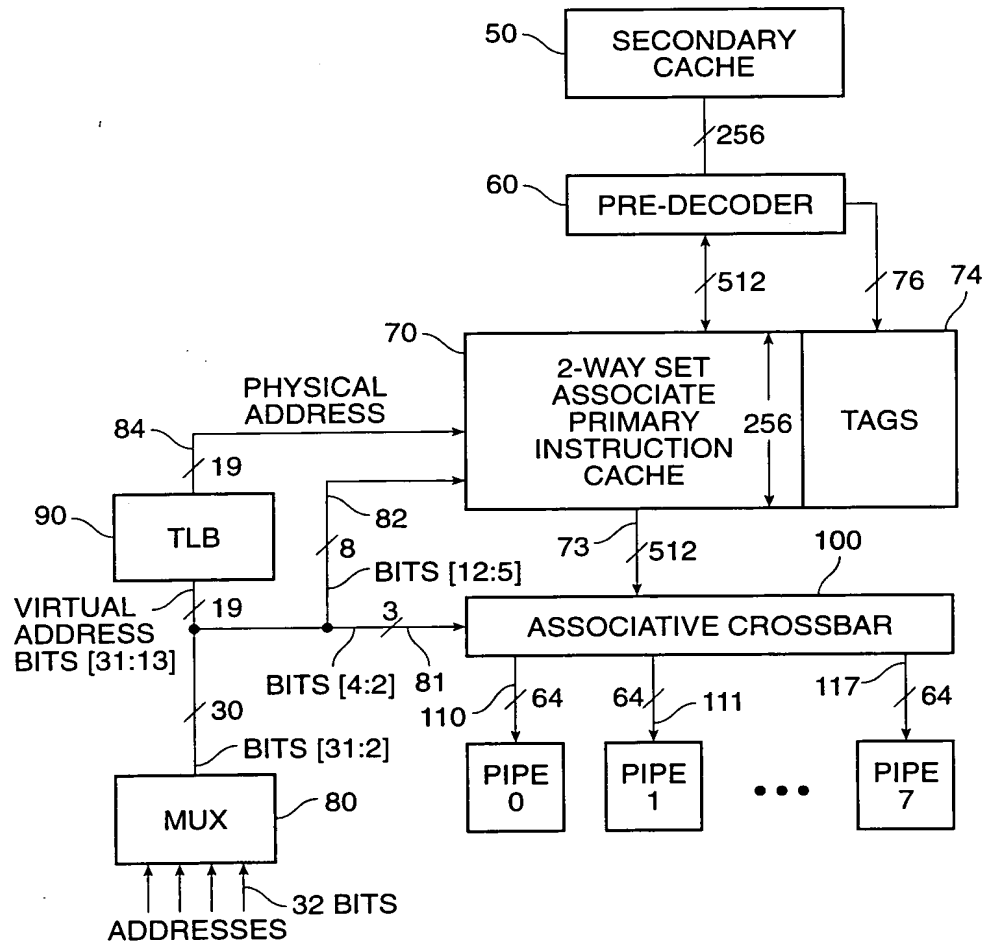 50
SECONDARY
CACHE
256
60
PRE-DECODER
512
76
74
70
2-WAY SET
ASSOCIATE
PRIMARY
INSTRUCTION
CACHE
256
TAGS
PHYSICAL
ADDRESS
84
19
90
TLB
82
8
BITS [12:5]
73
512
100
VIRTUAL
ADDRESS
BITS [31:13]
19
3
ASSOCIATIVE CROSSBAR
BITS [4:2]
81
110
64
64
111
117
64
30
BITS [31:2]
PIPE
0
PIPE
1
PIPE
7
MUX
80
32 BITS
ADDRESSES